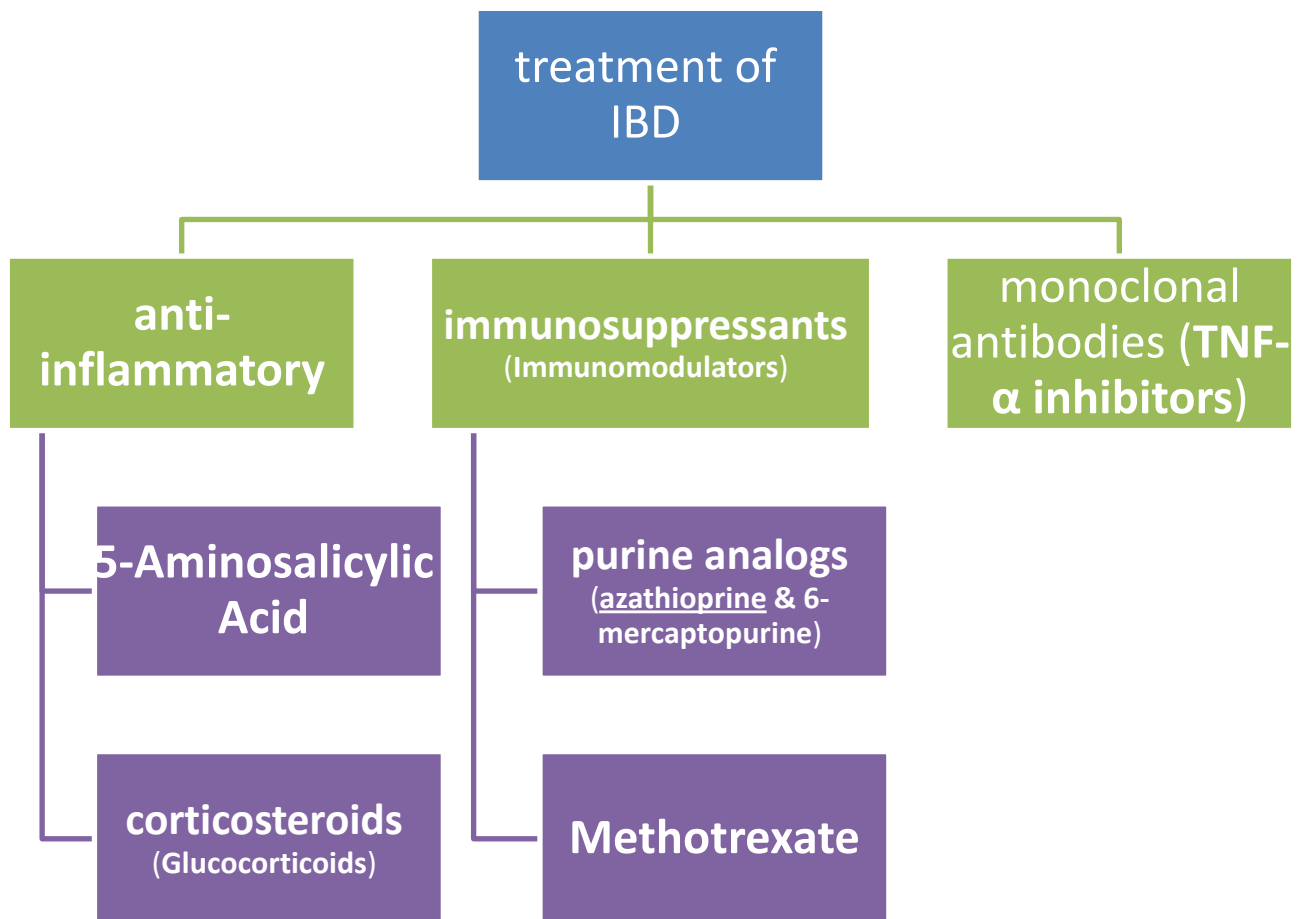 treatment of
IBD
anti-
inflammatory
immunosuppressants
(Immunomodulators)
monoclonal
antibodies (TNF-
α inhibitors)
5-Aminosalicylic
Acid
purine analogs
(azathioprine & 6-
mercaptopurine)
corticosteroids
(Glucocorticoids)
Methotrexate